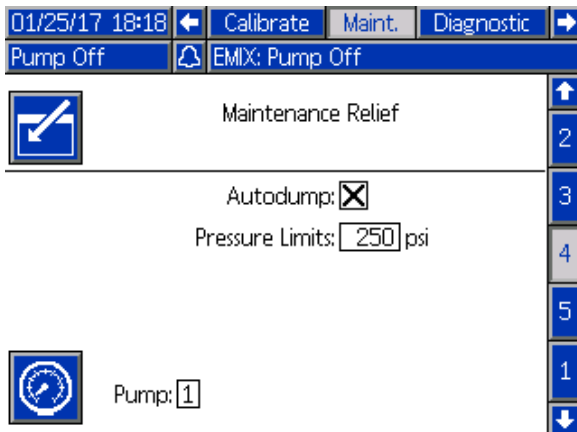 01/25/17 18:18 Calibrate Maint. Diagnostic
Pump Off EMIX: Pump Off
Maintenance Relief
2
Autodump:
3
Pressure Limits: 250 psi
4
5
1
Pump: 1